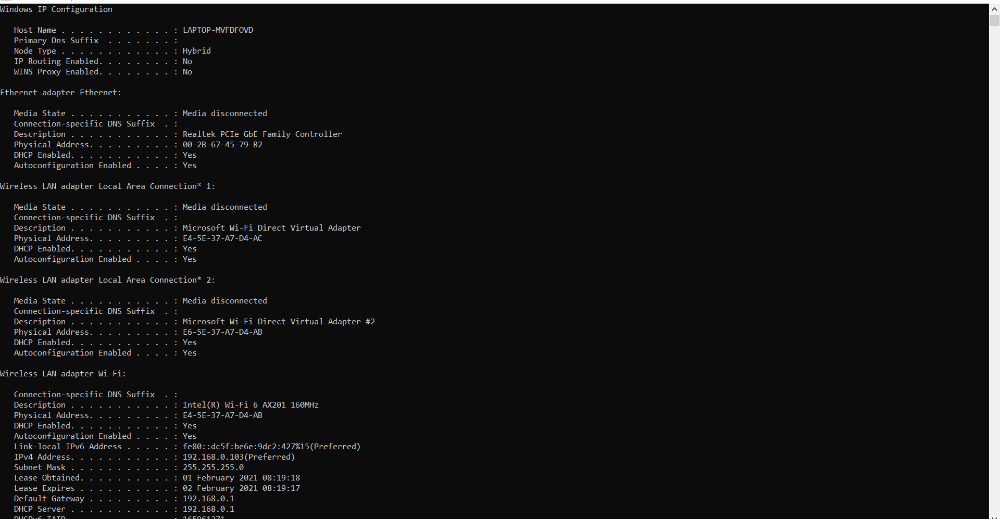 Windows IP Configuration
Host Name . . . . . . . . . . . . : LAPTOP-MVFDFOVD
Primary Dns Suffix  . . . . . . . :
Node Type . . . . . . . . . . . . : Hybrid
IP Routing Enabled. . . . . . . . : No
WINS Proxy Enabled. . . . . . . . : No
Ethernet adapter Ethernet:
Media State . . . . . . . . . . . : Media disconnected
Connection-specific DNS Suffix  . :
Description . . . . . . . . . . . : Realtek PCIe GbE Family Controller
Physical Address. . . . . . . . . : 00-2B-67-45-79-B2
DHCP Enabled. . . . . . . . . . . : Yes
Autoconfiguration Enabled . . . . : Yes
Wireless LAN adapter Local Area Connection* 1:
Media State . . . . . . . . . . . : Media disconnected
Connection-specific DNS Suffix  . :
Description . . . . . . . . . . . : Microsoft Wi-Fi Direct Virtual Adapter
Physical Address. . . . . . . . . : E4-5E-37-A7-D4-AC
DHCP Enabled. . . . . . . . . . . : Yes
Autoconfiguration Enabled . . . . : Yes
Wireless LAN adapter Local Area Connection* 2:
Media State . . . . . . . . . . . : Media disconnected
Connection-specific DNS Suffix  . :
Description . . . . . . . . . . . : Microsoft Wi-Fi Direct Virtual Adapter #2
Physical Address. . . . . . . . . : E6-5E-37-A7-D4-AB
DHCP Enabled. . . . . . . . . . . : Yes
Autoconfiguration Enabled . . . . : Yes
Wireless LAN adapter Wi-Fi:
Connection-specific DNS Suffix  . :
Description . . . . . . . . . . . : Intel(R) Wi-Fi 6 AX201 160MHz
Physical Address. . . . . . . . . : E4-5E-37-A7-D4-AB
DHCP Enabled. . . . . . . . . . . : Yes
Autoconfiguration Enabled . . . . : Yes
Link-local IPv6 Address . . . . . : fe80::dc5f:be6e:9dc2:427%15(Preferred)
IPv4 Address. . . . . . . . . . . : 192.168.0.103(Preferred)
Subnet Mask . . . . . . . . . . . : 255.255.255.0
Lease Obtained. . . . . . . . . . : 01 February 2021 08:19:18
Lease Expires . . . . . . . . . . : 02 February 2021 08:19:17
Default Gateway . . . . . . . . . : 192.168.0.1
DHCP Server . . . . . . . . . . . : 192.168.0.1
DHCPv6 IAID